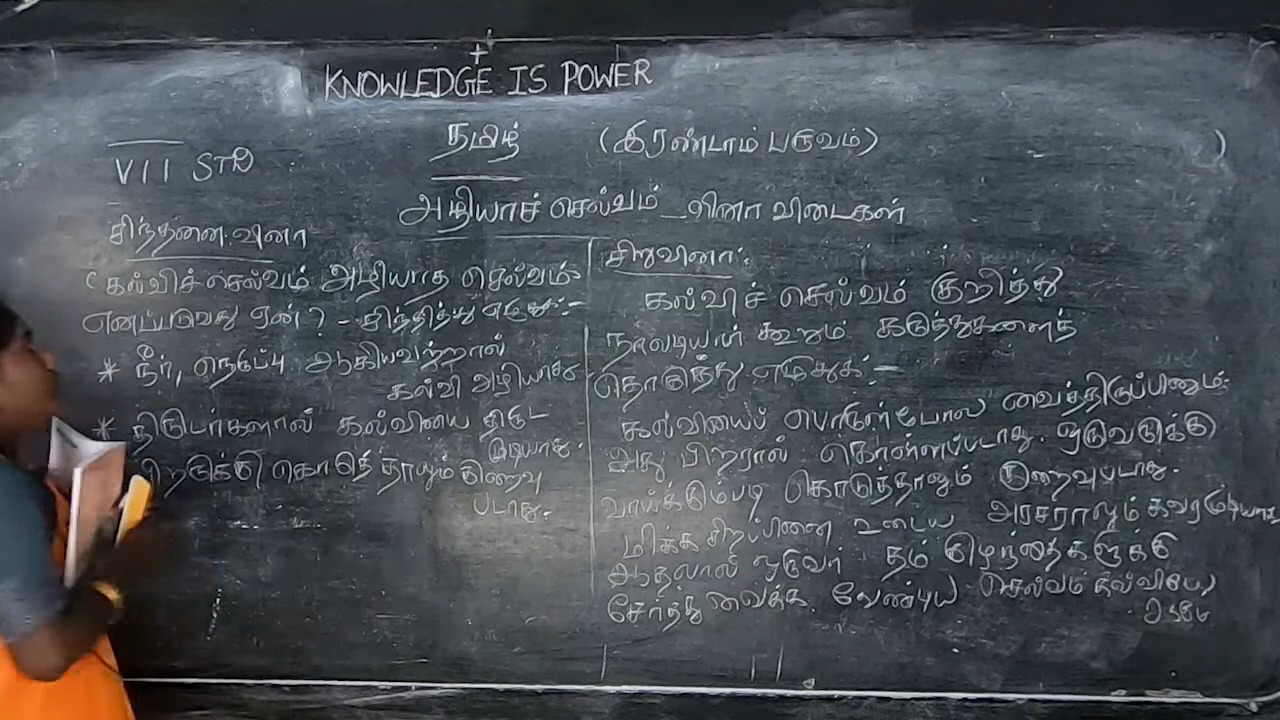 KNOWLEDGE IS POWER
தமிழ் (இரண்டாம் பருவம்)
VII STD
அழியாச் செல்வம் வினா விடைகள்
சிந்தனை வினா
கல்விச் செல்வம் அழியாத செல்வம்
எனப்படுவது ஏன்? - சிந்தித்து எழுதுக:-
* நீர், நெருப்பு ஆகியவற்றால்
கல்வி அழியாது
* திருடர்களால் கல்வியை திருட
முடியாது.
பிறருக்கு கொடுத்தாலும் குறைவு
படாது.
சிறுவினா:
கல்விச் செல்வம் குறித்து
நாலடியார் கூறும் கருத்துகளைத்
தொகுத்து எழுதுக:-
கல்வியைப் பொருள்போல வைத்திருப்பினும்
அது பிறரால் கொள்ளப்படாது. ஒருவருக்கு
வாய்க்கும்படி கொடுத்தாலும் குறைவுபடாது.
மிக்க சிறப்பினை உடைய அரசராலும் கவர முடியாது
ஆதலால் ஒருவர் தம் குழந்தைகளுக்கு
சேர்த்து வைக்க வேண்டிய செல்வம் கல்வியே